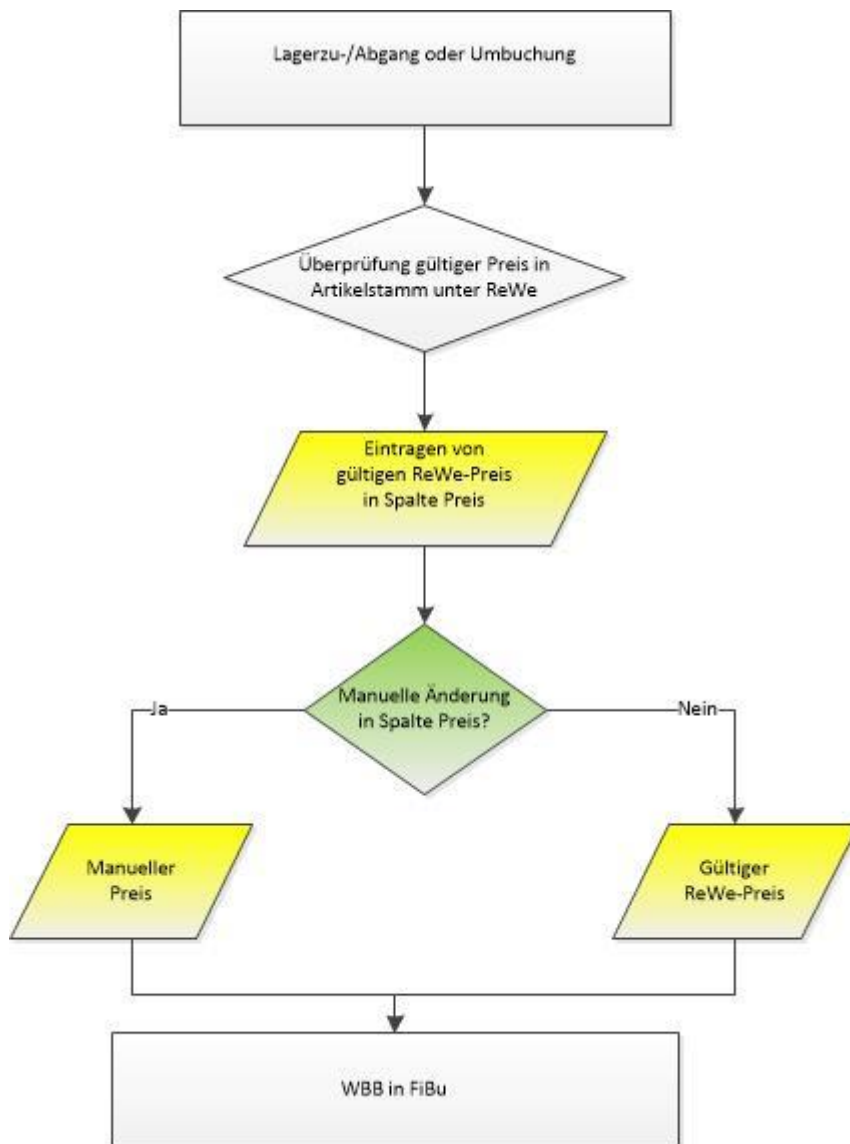 Lagerzu-/Abgang oder Umbuchung
Überprüfung gültiger Preis in
Artikelstamm unter ReWe
Eintragen von
gültigen ReWe-Preis
in Spalte Preis
Manuelle Änderung
in Spalte Preis?
Ja
Nein
Manueller
Preis
Gültiger
ReWe-Preis
WBB in FiBu